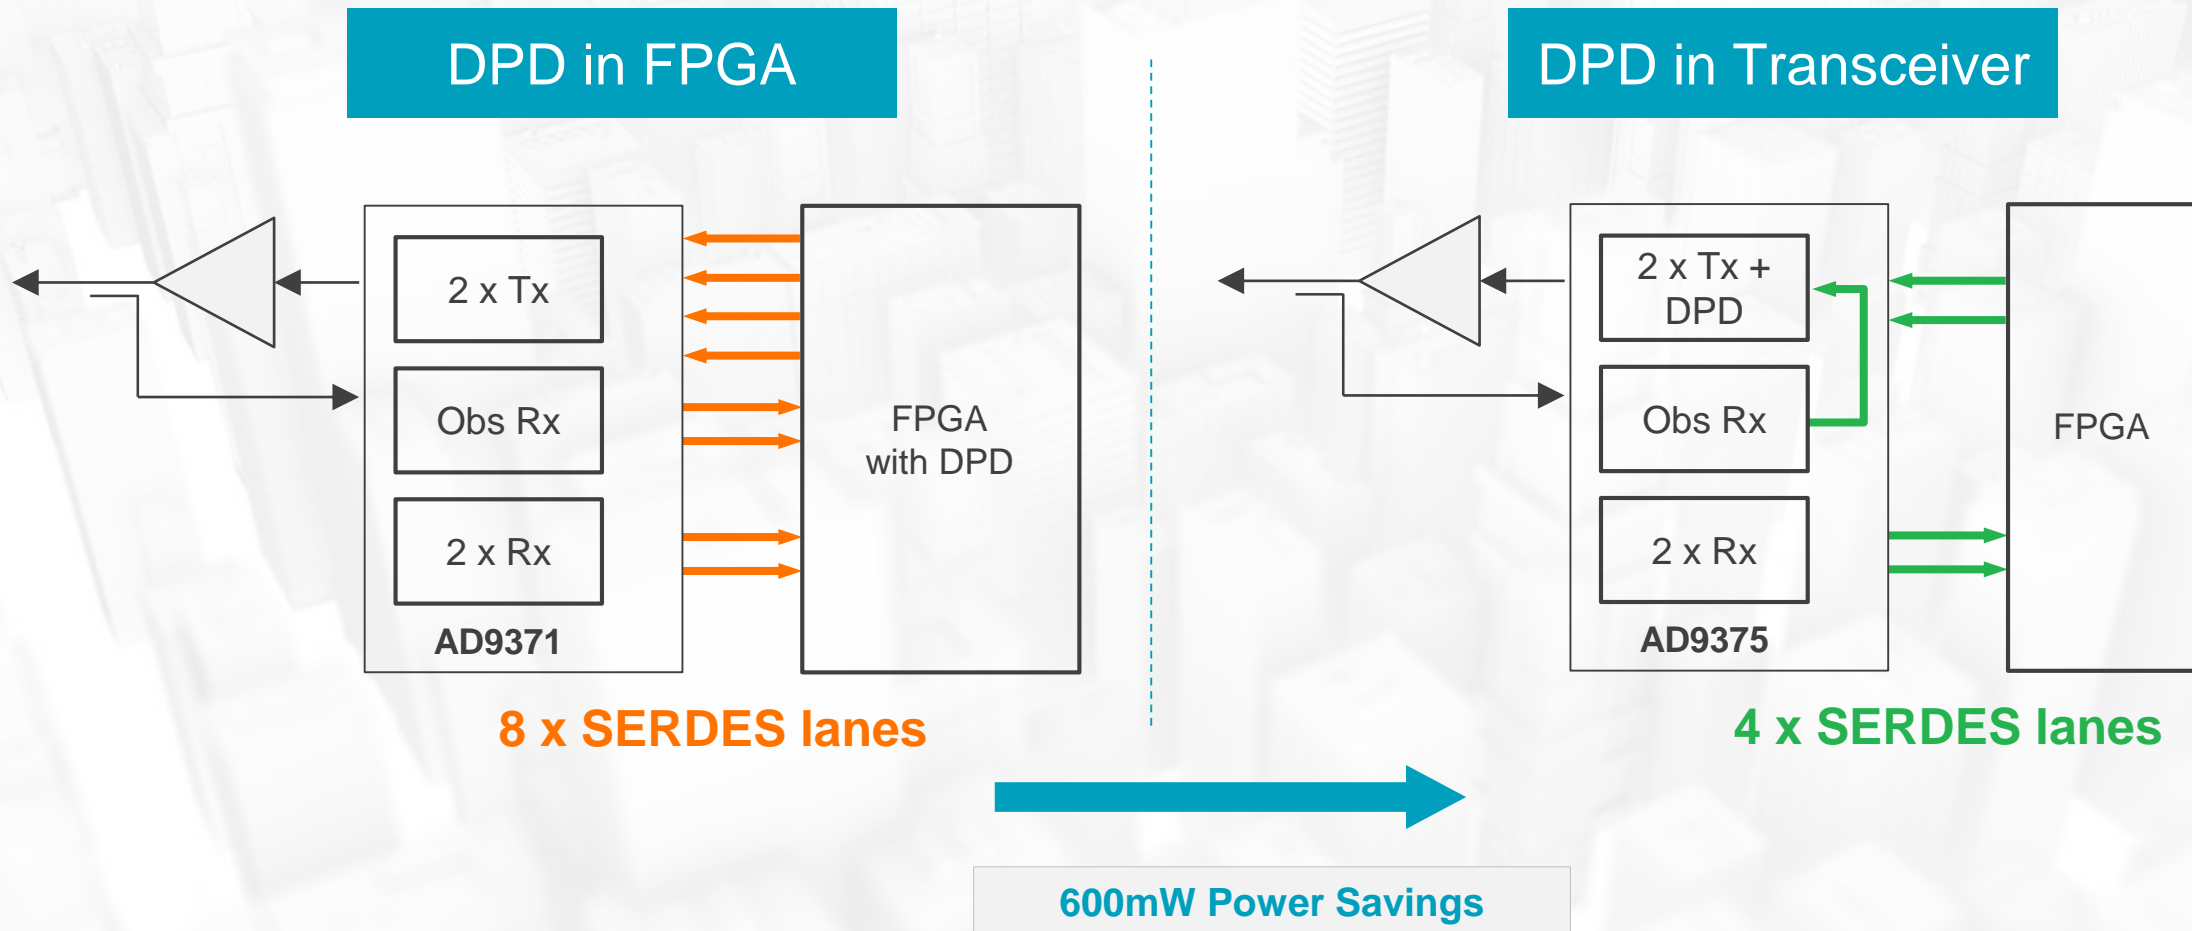 DPD in FPGA
2 x Tx
Obs Rx
2 x Rx
AD9371
FPGA
with DPD
8 x SERDES lanes
DPD in Transceiver
2 x Tx +
DPD
Obs Rx
2 x Rx
AD9375
FPGA
4 x SERDES lanes
600mW Power Savings